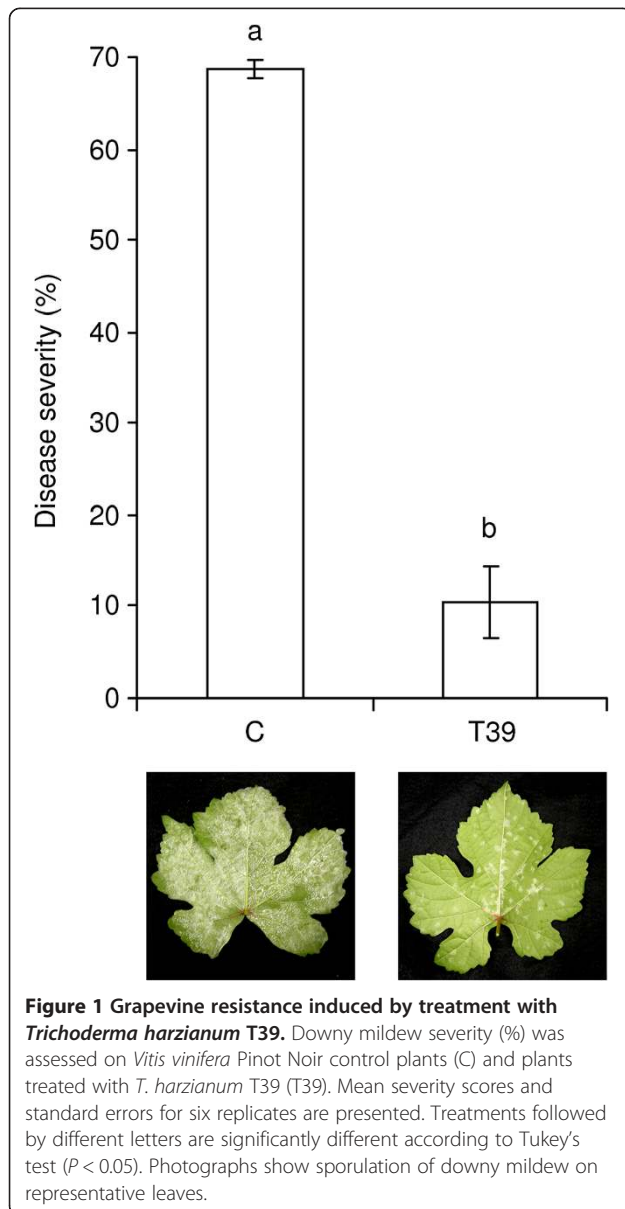 a
70
60
50
40
30
20
10
0
Disease severity (%)
b
C T39
Figure 1 Grapevine resistance induced by treatment with
Trichoderma harzianum T39. Downy mildew severity (%) was
assessed on Vitis vinifera Pinot Noir control plants (C) and plants
treated with T. harzianum T39 (T39). Mean severity scores and
standard errors for six replicates are presented. Treatments followed
by different letters are significantly different according to Tukey's
test (P < 0.05). Photographs show sporulation of downy mildew on
representative leaves.